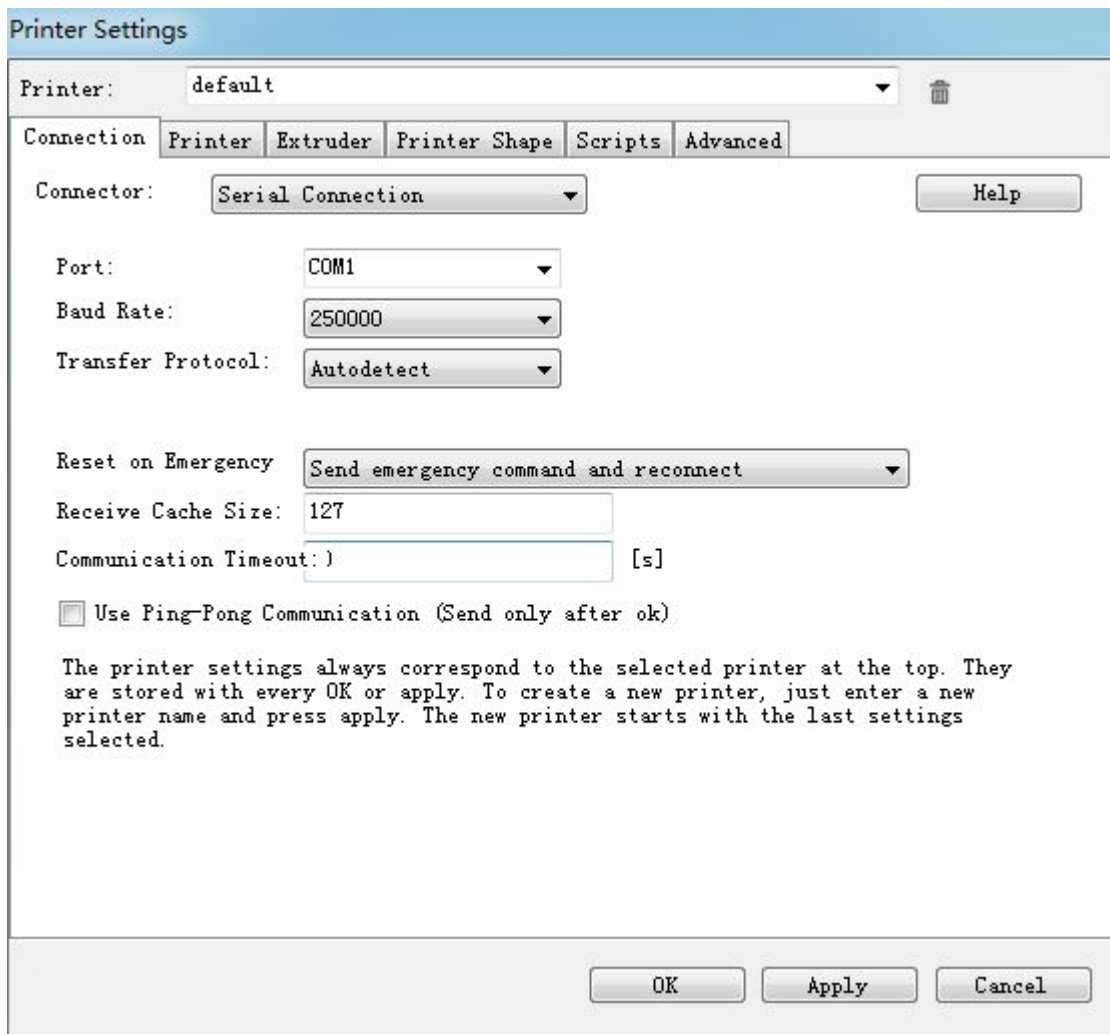 Printer Settings
Printer: default
Connection Printer Extruder Printer Shape Scripts Advanced
Connector: Serial Connection Help
Port: COM1
Baud Rate: 250000
Transfer Protocol: Autodetect
Reset on Emergency Send emergency command and reconnect
Receive Cache Size: 127
Communication Timeout: [s]
Use Ping-Pong Communication (Send only after ok)
The printer settings always correspond to the selected printer at the top. They
are stored with every OK or apply. To create a new printer, just enter a new
printer name and press apply. The new printer starts with the last settings
selected.
OK Apply Cancel